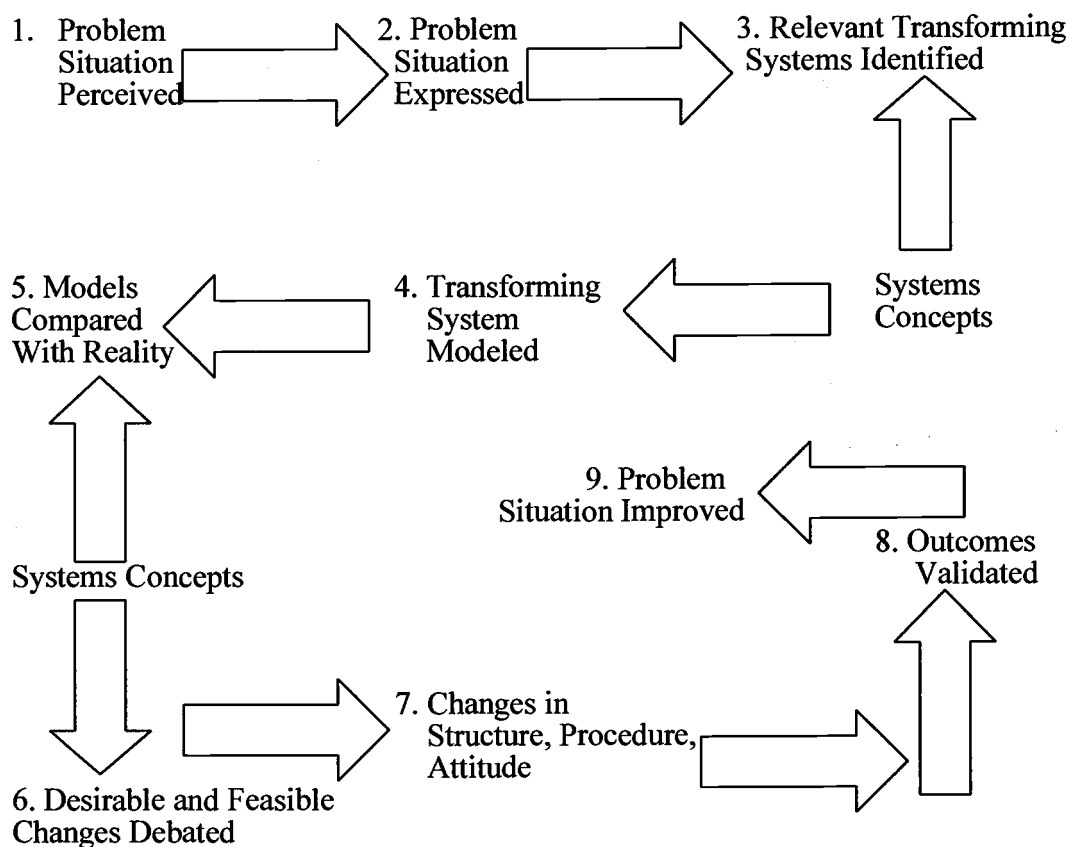 1. Problem
Situation
Perceived
2. Problem
Situation
Expressed
3. Relevant Transforming
Systems Identified
Systems
Concepts
4. Transforming
System
Modeled
5. Models
Compared
With Reality
Systems Concepts
6. Desirable and Feasible
Changes Debated
7. Changes in
Structure, Procedure,
Attitude
8. Outcomes
Validated
9. Problem
Situation Improved